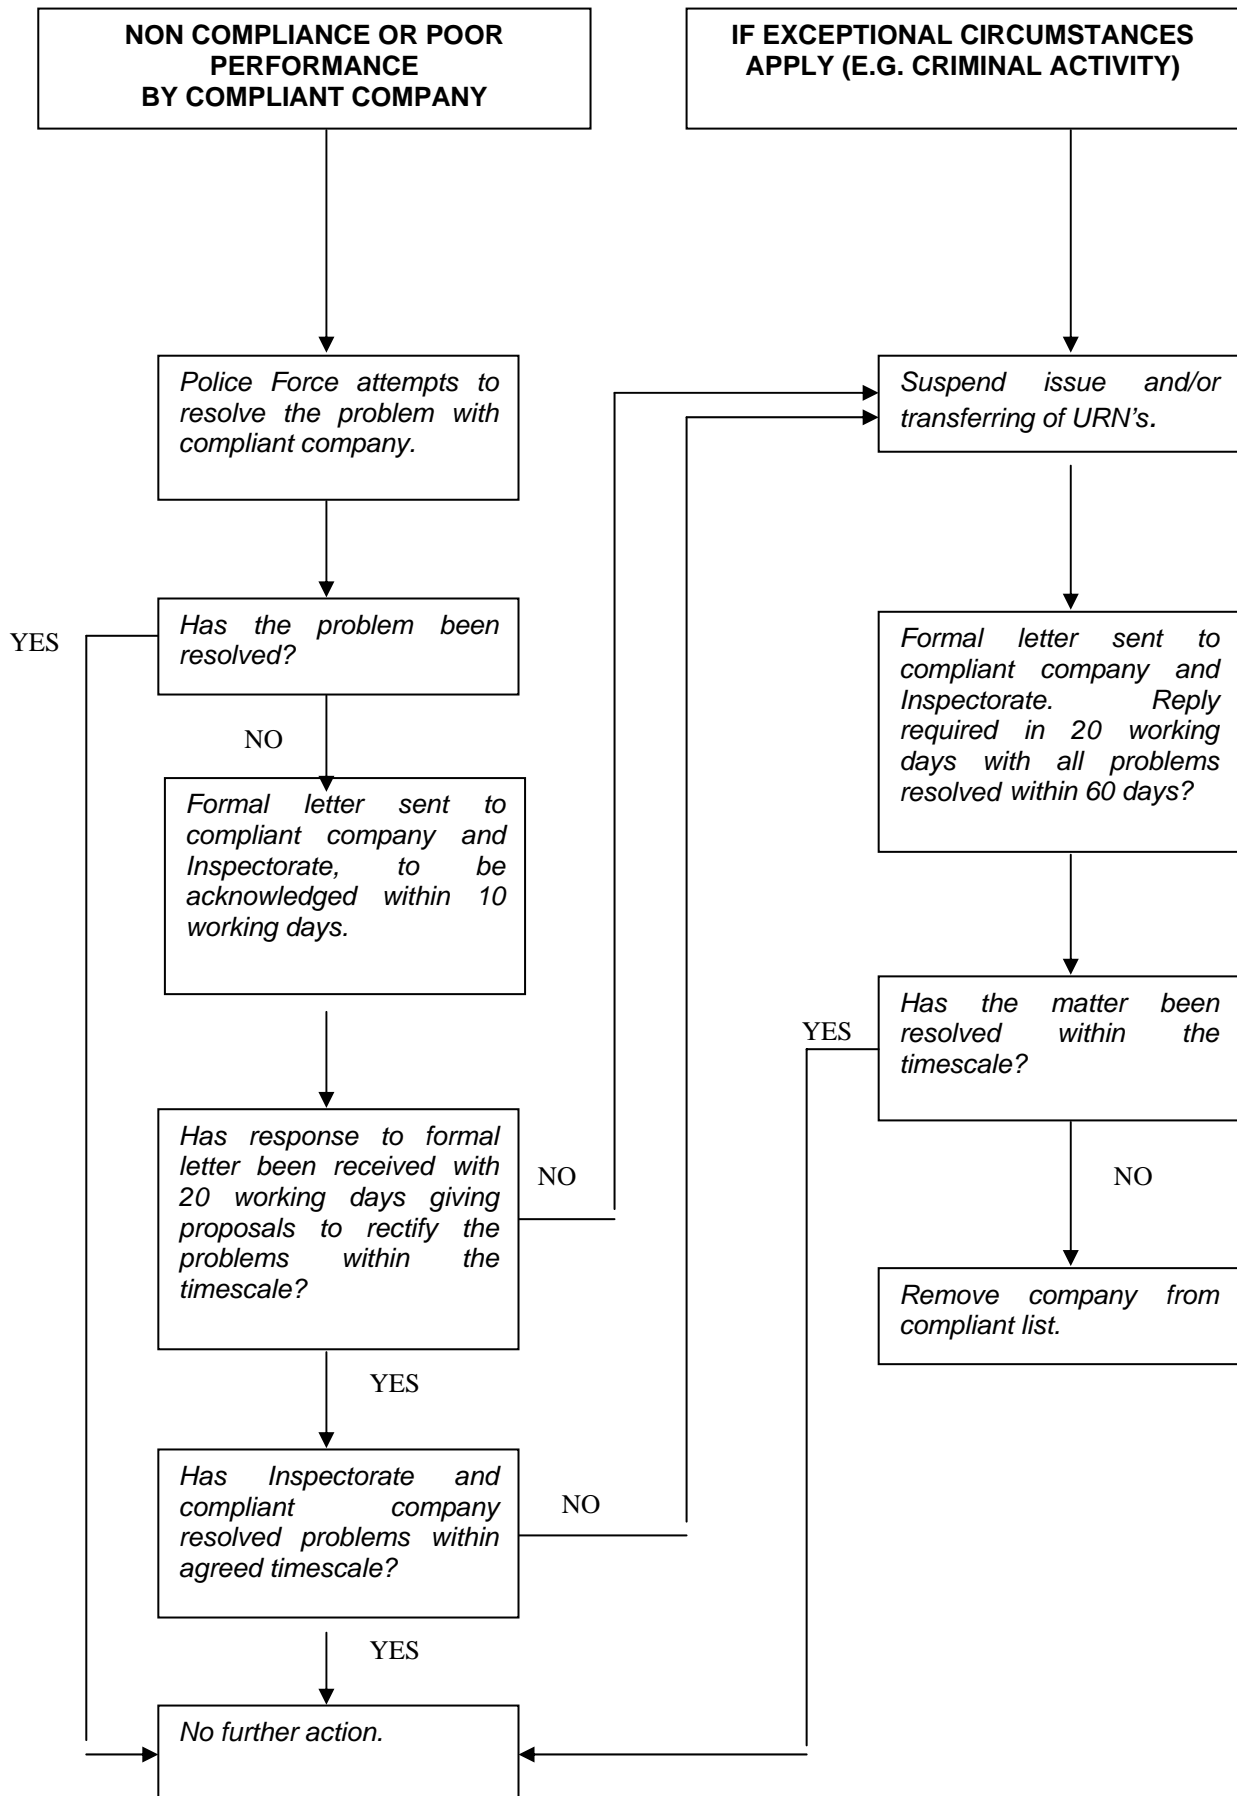 NON COMPLIANCE OR POOR
PERFORMANCE
BY COMPLIANT COMPANY
IF EXCEPTIONAL CIRCUMSTANCES
APPLY (E.G. CRIMINAL ACTIVITY)
Police Force attempts to
resolve the problem with
compliant company.
Suspend issue and/or
transferring of URN's.
YES
Has the problem been
resolved?
NO
Formal letter sent to
compliant company and
Inspectorate, to be
acknowledged within 10
working days.
Formal letter sent to
compliant company and
Inspectorate. Reply
required in 20 working
days with all problems
resolved within 60 days?
Has response to formal
letter been received with
20 working days giving
proposals to rectify the
problems within the
timescale?
NO
YES
Has the matter been
resolved within the
timescale?
NO
Remove company from
compliant list.
YES
Has Inspectorate and
compliant company
resolved problems within
agreed timescale?
NO
YES
No further action.